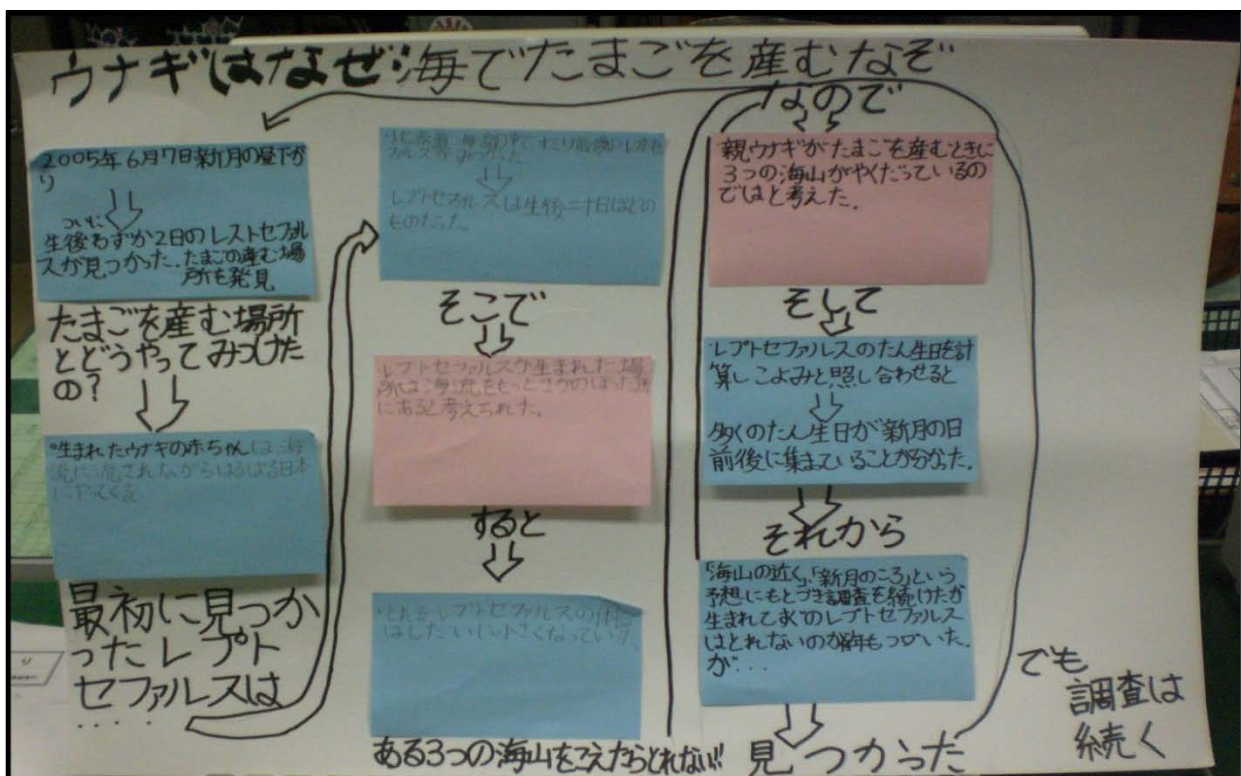 ウナギはなぜ海でたまごを産むなぞ
2005年6月7日新月の昼下が
り
ついに
生後わずか2日のレストセファル
スが見つかった.たまごの産む場
所を発見
たまごを産む場所
とどうやってみつけた
の?
・生まれたウナギの赤ちゃんは海
流に流されながらはるばる日本
にやってくる
最初に見つか
ったレプト
セファルスは
・・・・・
レプトセファルスは生後二十日ほどの
ものだった。
そこで
レプトセファルスが生まれた場
所は海流をもっとさかのぼった所
にあると考えられた。
すると
とれるレプトセファルスの体長
はしだいに小さくなっていき、
ある3つの海山をこえたらとれない!!
なので
親ウナギがたまごを産むときに
3つの海山がやくだっているの
ではと考えた.
そして
レプトセファルスのたん生日を計
算しこよみと照し合わせると
多くのたん生日が新月の日
前後に集まていることが分かった.
それから
「海山の近く」「新月のころ」という
予想にもとづき調査を続けたが
生まれてすぐのレプトセファルス
はとれないのが何年もつづいた.
が...
見つかった
でも
調査は
続く